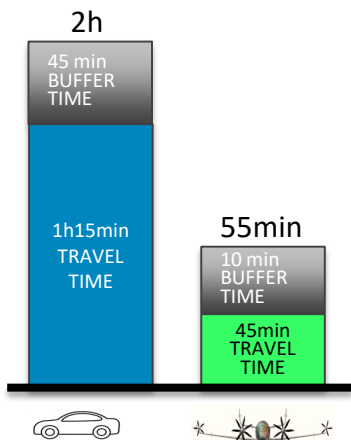 2h
45 min
BUFFER
TIME
1h15min
TRAVEL
TIME
55min
10 min
BUFFER
TIME
45min
TRAVEL
TIME